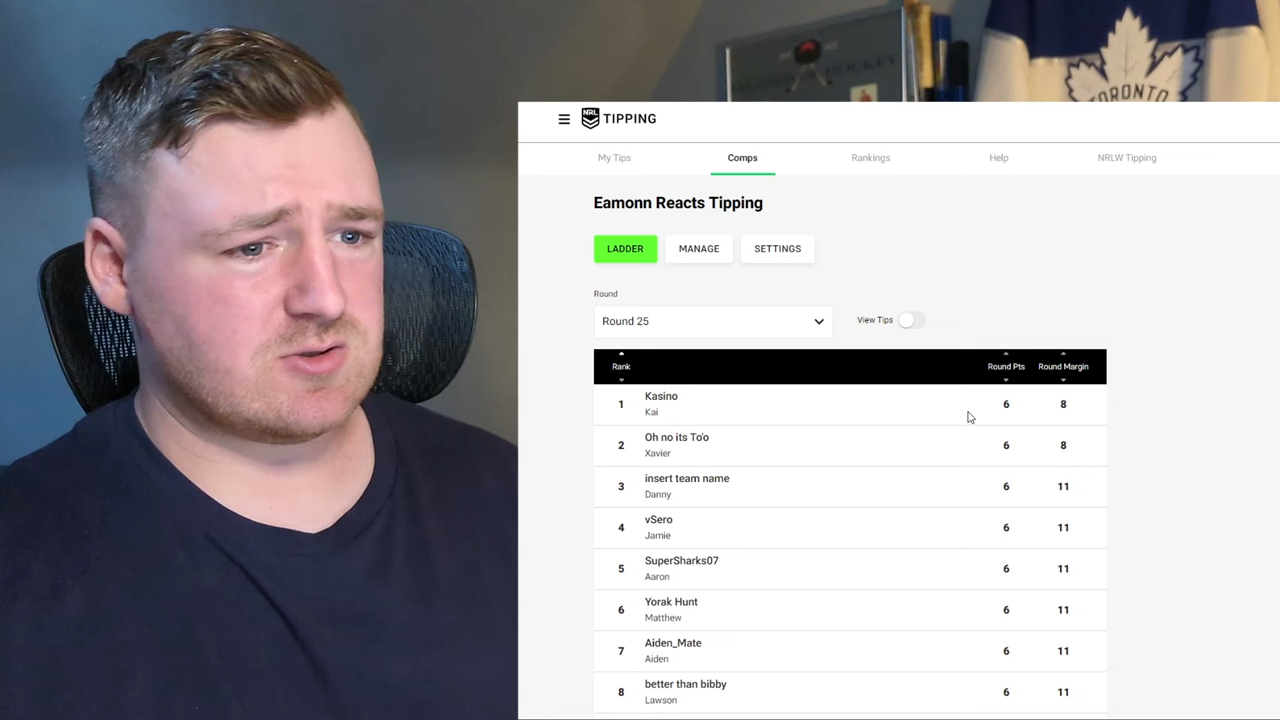 HOCKEY
TORONTO
NRL
TIPPING
My Tips
Comps
Rankings
Help
NRLW Tipping
Eamonn Reacts Tipping
LADDER
MANAGE
SETTINGS
Round
Round 25
View Tips
Rank
Round Pts
Round Margin
1
Kasino
Kai
6
8
2
Oh no its To'o
Xavier
6
8
3
insert team name
Danny
6
11
4
vSero
Jamie
6
11
5
SuperSharks07
Aaron
6
11
6
Yorak Hunt
Matthew
6
11
7
Aiden_Mate
Aiden
6
11
8
better than bibby
Lawson
6
11